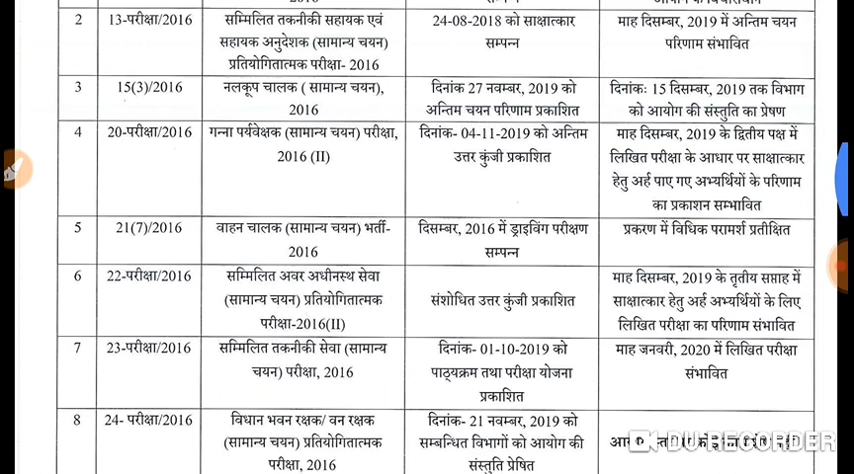 2016
2 13-परीक्षा/2016 सम्मिलित तकनीकी सहायक एवं सहायक अनुदेशक (सामान्य चयन) प्रतियोगितात्मक परीक्षा- 2016 24-08-2018 को साक्षात्कार सम्पन्न माह दिसम्बर, 2019 में अन्तिम चयन परिणाम संभावित
3 15(3)/2016 नलकूप चालक ( सामान्य चयन), 2016 दिनांक 27 नवम्बर, 2019 को अन्तिम चयन परिणाम प्रकाशित दिनांकः 15 दिसम्बर, 2019 तक विभाग को आयोग की संस्तुति का प्रेषण
4 20-परीक्षा/2016 गन्ना पर्यवेक्षक (सामान्य चयन) परीक्षा, 2016 (II) दिनांक- 04-11-2019 को अन्तिम उत्तर कुंजी प्रकाशित माह दिसम्बर, 2019 के द्वितीय पक्ष में लिखित परीक्षा के आधार पर साक्षात्कार हेतु अर्ह पाए गए अभ्यर्थियों के परिणाम का प्रकाशन सम्भावित
5 21(7)/2016 वाहन चालक (सामान्य चयन) भर्ती- 2016 दिसम्बर, 2016 में ड्राइविंग परीक्षण सम्पन्न प्रकरण में विधिक परामर्श प्रतीक्षित
6 22-परीक्षा/2016 सम्मिलित अवर अधीनस्थ सेवा (सामान्य चयन) प्रतियोगितात्मक परीक्षा-2016(II) संशोधित उत्तर कुंजी प्रकाशित माह दिसम्बर, 2019 के तृतीय सप्ताह में साक्षात्कार हेतु अर्ह अभ्यर्थियों के लिए लिखित परीक्षा का परिणाम संभावित
7 23-परीक्षा/2016 सम्मिलित तकनीकी सेवा (सामान्य चयन) परीक्षा, 2016 दिनांक- 01-10-2019 को पाठ्यक्रम तथा परीक्षा योजना प्रकाशित माह जनवरी, 2020 में लिखित परीक्षा संभावित
8 24- परीक्षा/2016 विधान भवन रक्षक/ वन रक्षक (सामान्य चयन) प्रतियोगितात्मक परीक्षा, 2016 दिनांक- 21 नवम्बर, 2019 को सम्बन्धित विभागों को आयोग की संस्तुति प्रेषित
DU RECORDER